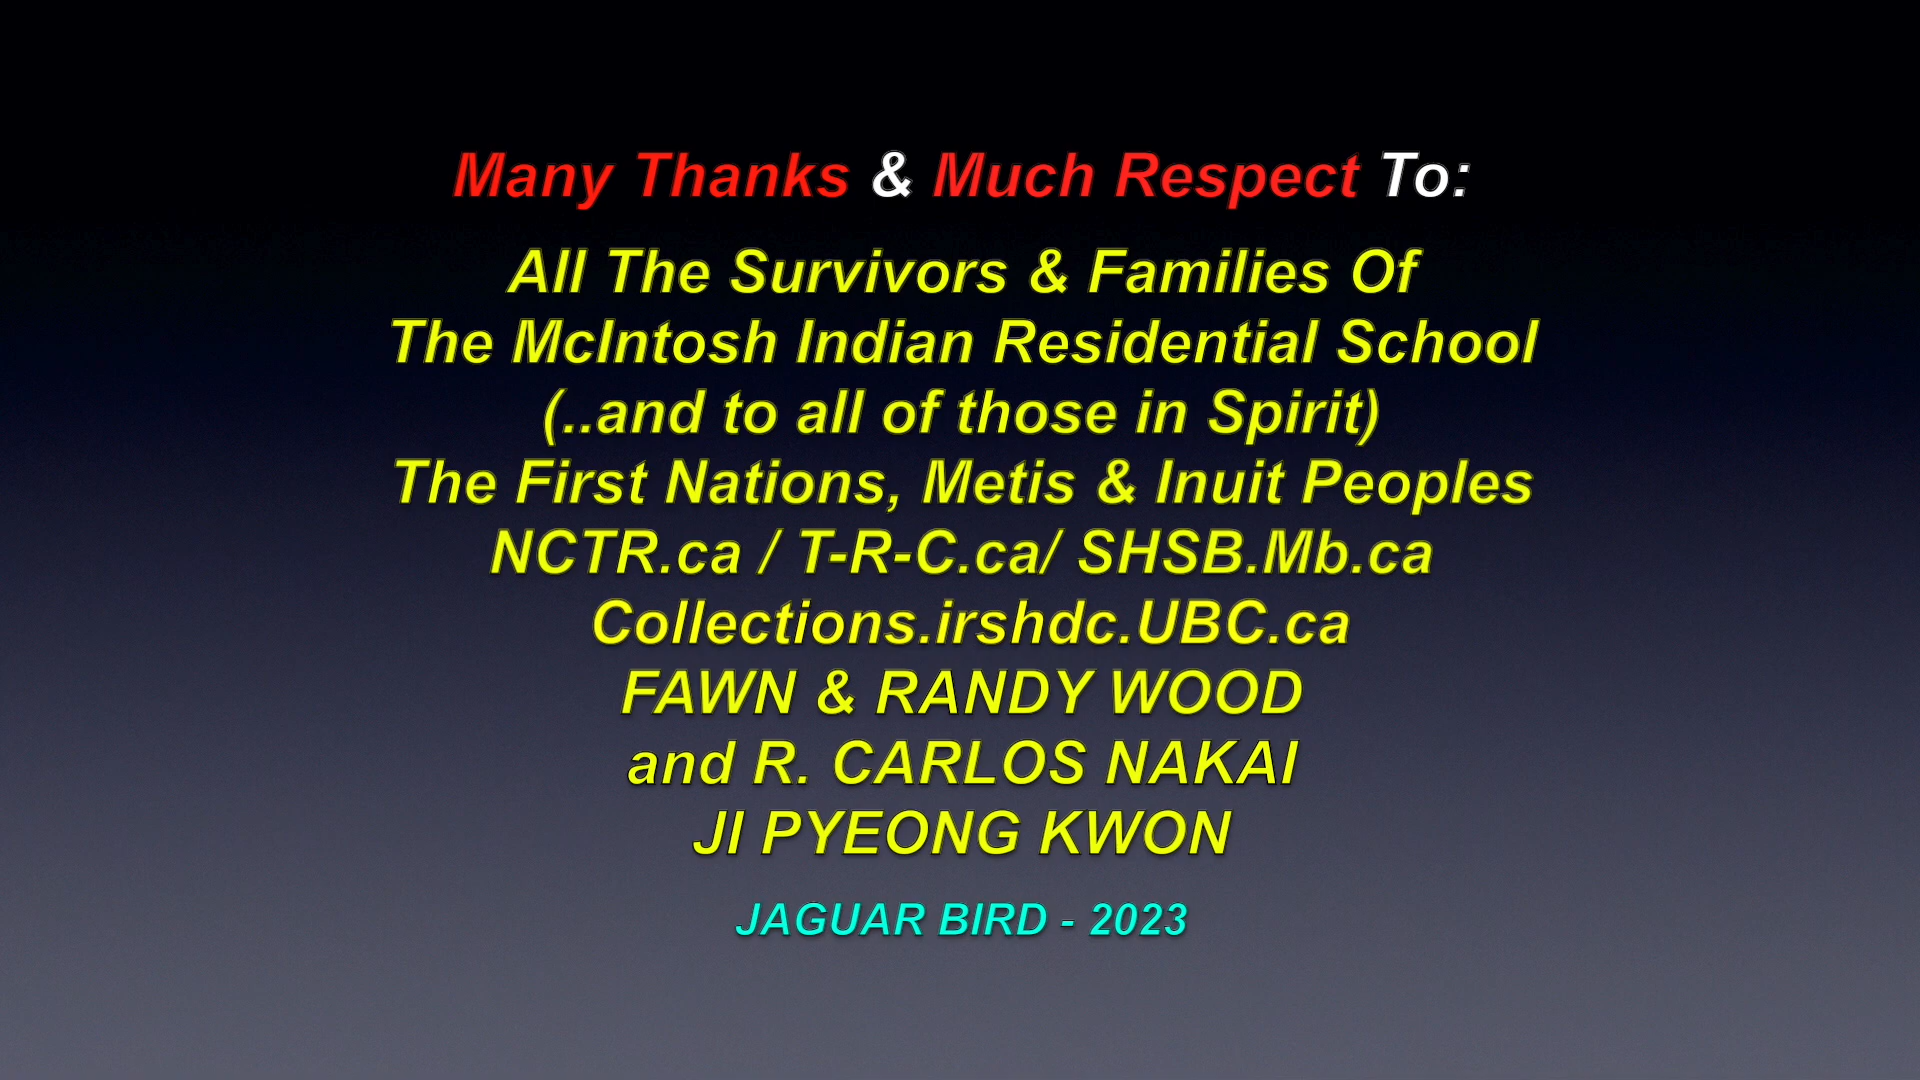 Many Thanks & Much Respect To:
All The Survivors & Families Of
The McIntosh Indian Residential School
(..and to all of those in Spirit)
The First Nations, Metis & Inuit Peoples
NCTR.ca / T-R-C.ca/ SHSB.Mb.ca
Collections.irshdc.UBC.ca
FAWN & RANDY WOOD
and R. CARLOS NAKAI
JI PYEONG KWON
JAGUAR BIRD - 2023